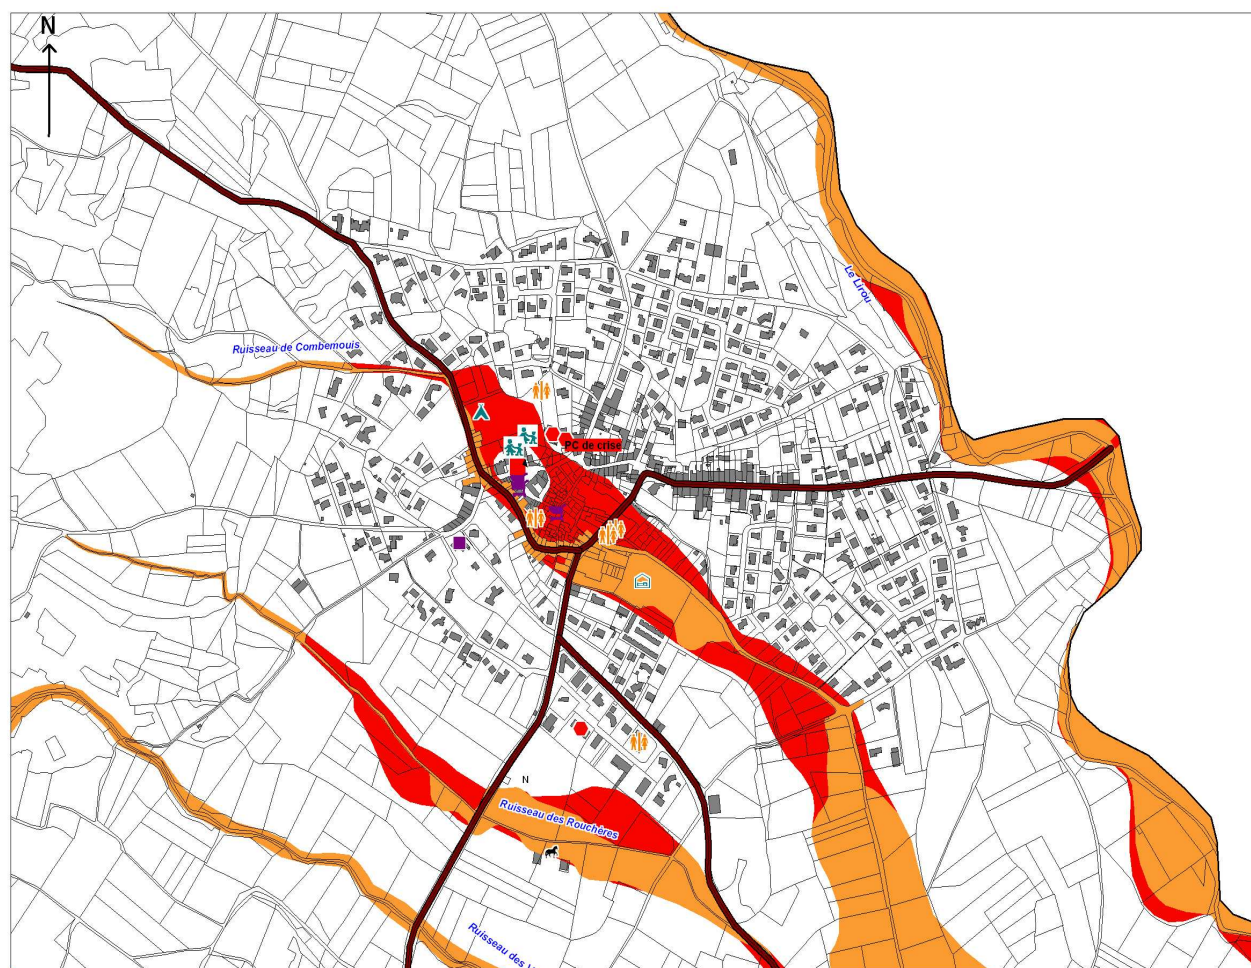 N
Le Lirou
Ruisseau de Combemouis
PC de crise
N
Ruisseau des Rouchères
Ruisseau des